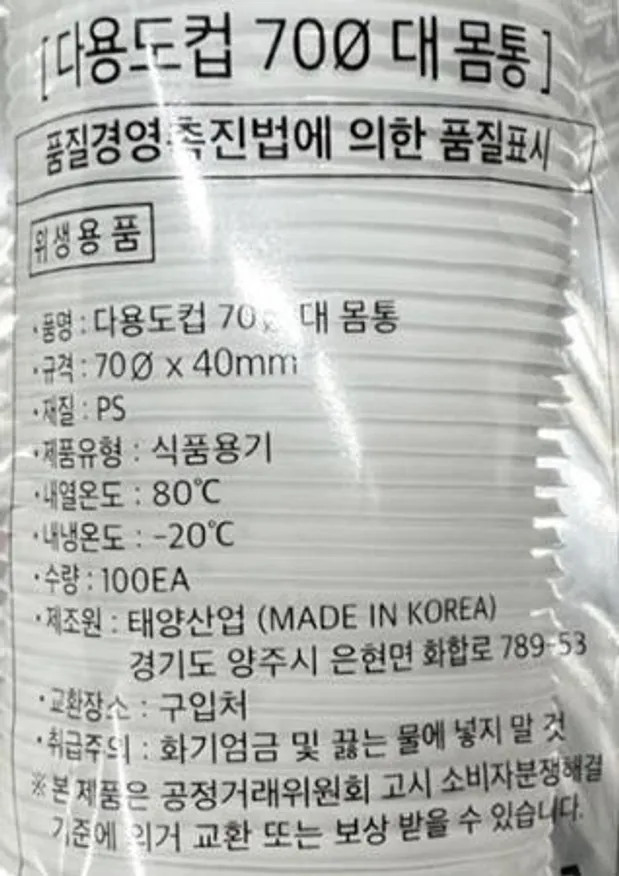 [ 다용도컵 70Ø 대 몸통 ]
품질경영촉진법에 의한 품질표시
위생용품
·품명 : 다용도컵 70Ø 대 몸통
·규격 : 70Ø x 40mm
·재질 : PS
·제품유형 : 식품용기
·내열온도 : 80℃
·내냉온도 : -20℃
·수량 : 100EA
·제조원 : 태양산업 (MADE IN KOREA)
경기도 양주시 은현면 화합로 789-53
·교환장소 : 구입처
·취급주의 : 화기엄금 및 끓는 물에 넣지 말 것
※ 본 제품은 공정거래위원회 고시 소비자분쟁해결
기준에 의거 교환 또는 보상 받을 수 있습니다.